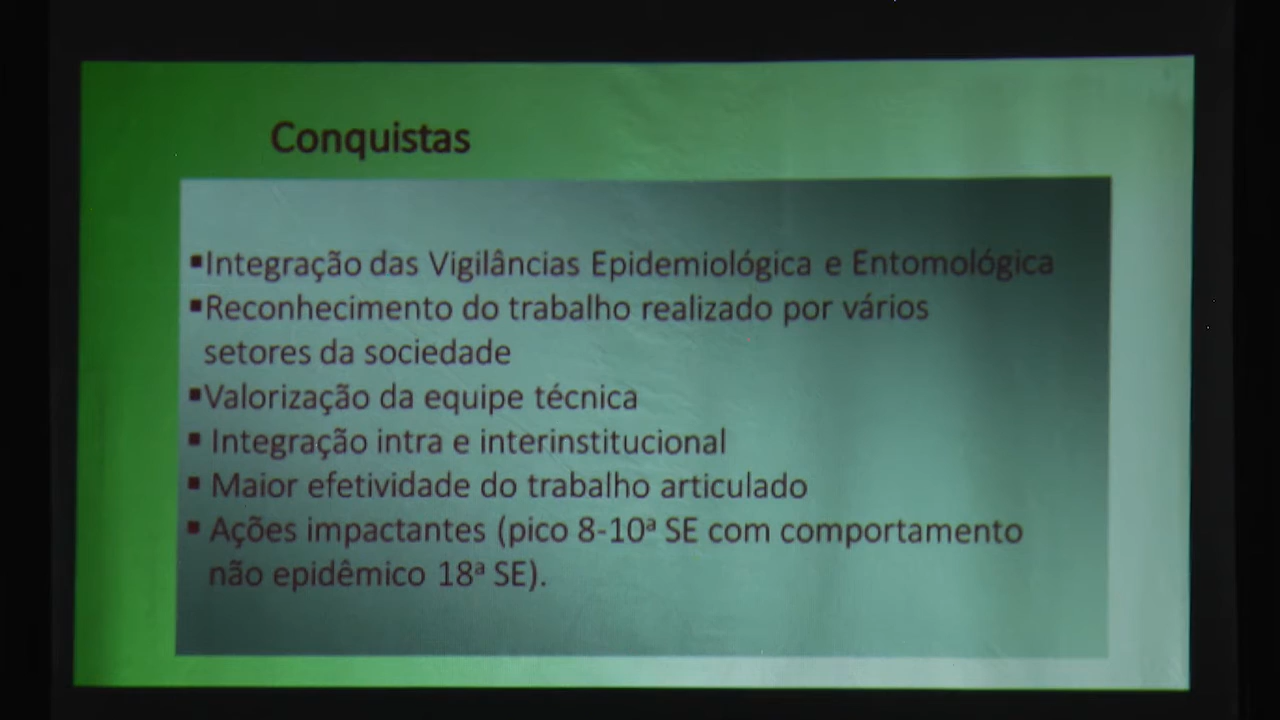 Conquistas
▪Integração das Vigilâncias Epidemiológica e Entomológica
▪Reconhecimento do trabalho realizado por vários
setores da sociedade
▪Valorização da equipe técnica
▪ Integração intra e interinstitucional
▪ Maior efetividade do trabalho articulado
▪ Ações impactantes (pico 8-10ª SE com comportamento
não epidêmico 18ª SE).